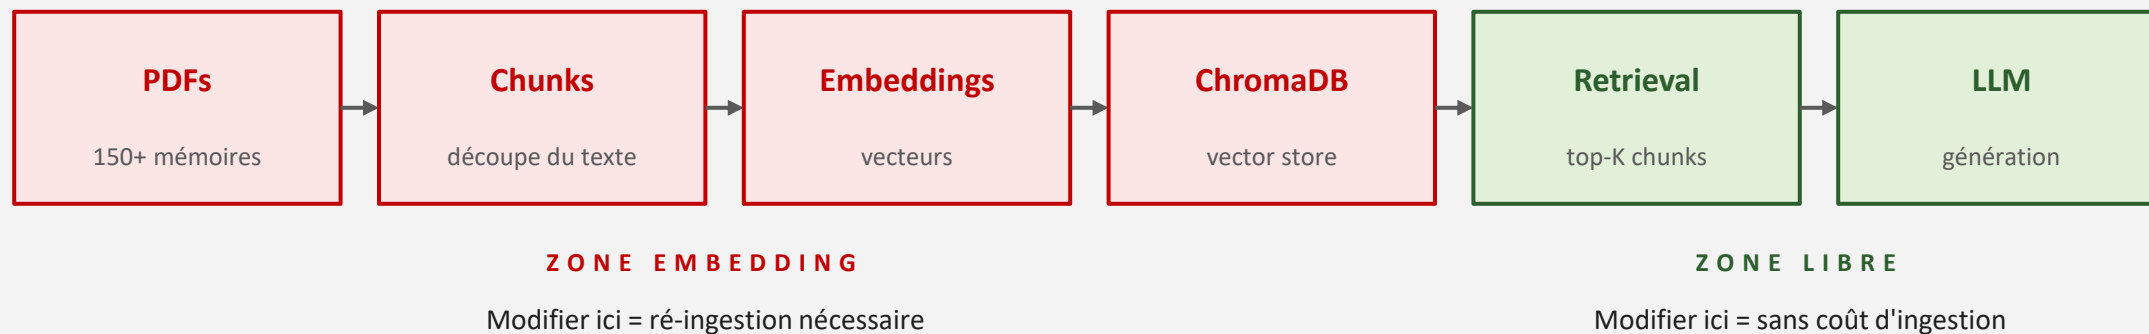 PDFs
150+ mémoires
Chunks
découpe du texte
Embeddings
vecteurs
ChromaDB
vector store
Retrieval
top-K chunks
LLM
génération
ZONE EMBEDDING
Modifier ici = ré-ingestion nécessaire
ZONE LIBRE
Modifier ici = sans coût d'ingestion